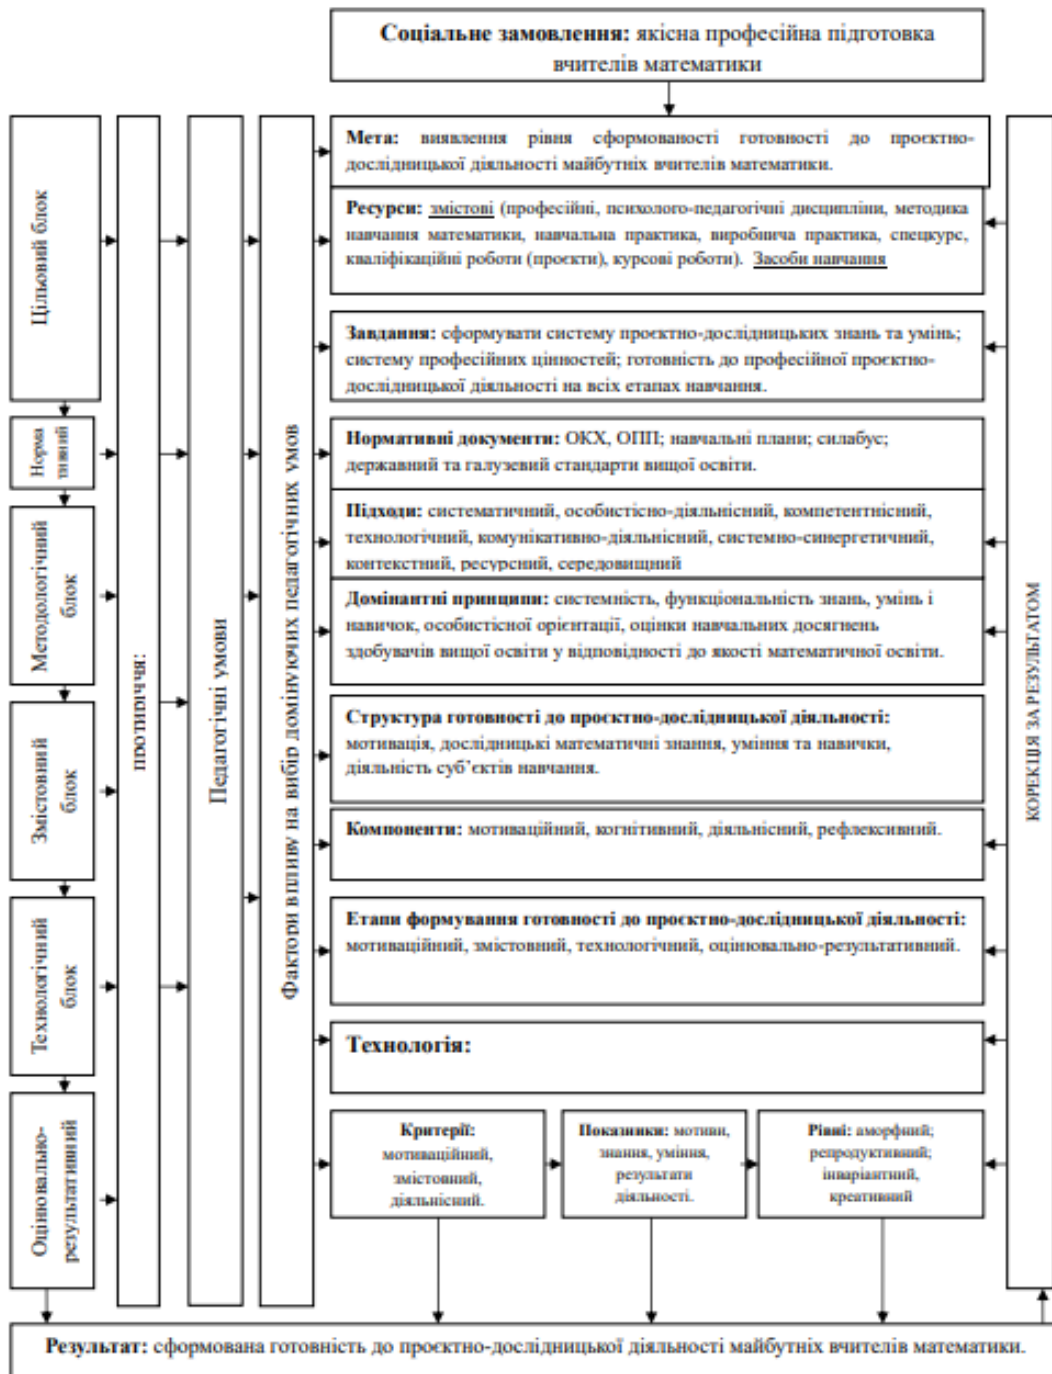 Соціальне замовлення: якісна професійна підготовка
вчителів математики
Цільовий блок
Норма
тивний
Методологічний
блок
Змістовний
блок
Технологічний
блок
Оцінювально-
результативний
протиріччя:
Педагогічні умови
Фактори впливу на вибір домінуючих педагогічних умов
Мета: виявлення рівня сформованості готовності до проєктно-
дослідницької діяльності майбутніх вчителів математики.
Ресурси: змістові (професійні, психолого-педагогічні дисципліни, методика
навчання математики, навчальна практика, виробнича практика, спецкурс,
кваліфікаційні роботи (проєкти), курсові роботи). Засоби навчання
Завдання: сформувати систему проєктно-дослідницьких знань та умінь;
систему професійних цінностей; готовність до професійної проєктно-
дослідницької діяльності на всіх етапах навчання.
Нормативні документи: ОКХ, ОПП; навчальні плани; силабус;
державний та галузевий стандарти вищої освіти.
Підходи: систематичний, особистісно-діяльнісний, компетентнісний,
технологічний, комунікативно-діяльнісний, системно-синергетичний,
контекстний, ресурсний, середовищний
Домінантні принципи: системність, функціональність знань, умінь і
навичок, особистісної орієнтації, оцінки навчальних досягнень
здобувачів вищої освіти у відповідності до якості математичної освіти.
Структура готовності до проєктно-дослідницької діяльності:
мотивація, дослідницькі математичні знання, уміння та навички,
діяльність суб’єктів навчання.
Компоненти: мотиваційний, когнітивний, діяльнісний, рефлексивний.
Етапи формування готовності до проєктно-дослідницької діяльності:
мотиваційний, змістовний, технологічний, оцінювально-результативний.
Технологія:
Критерії:
мотиваційний,
змістовний,
діяльнісний.
Показники: мотиви,
знання, уміння,
результати
діяльності.
Рівні: аморфний;
репродуктивний;
інваріантний,
креативний
КОРЕКЦІЯ ЗА РЕЗУЛЬТАТОМ
Результат: сформована готовність до проєктно-дослідницької діяльності майбутніх вчителів математики.